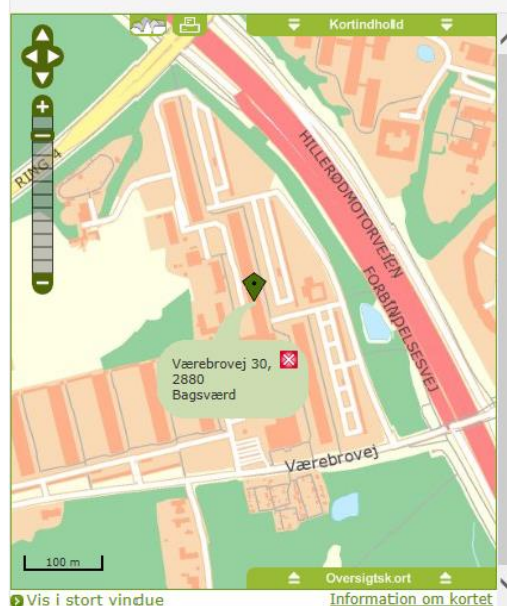 Kortindhold
RING 4
HILLERØDMOTORVEJEN
FORBINDELSESVEJ
Værebrovej 30,
2880
Bagsværd
Værebrovej
100 m
Oversigtskort
Vis i stort vindue
Information om kortet